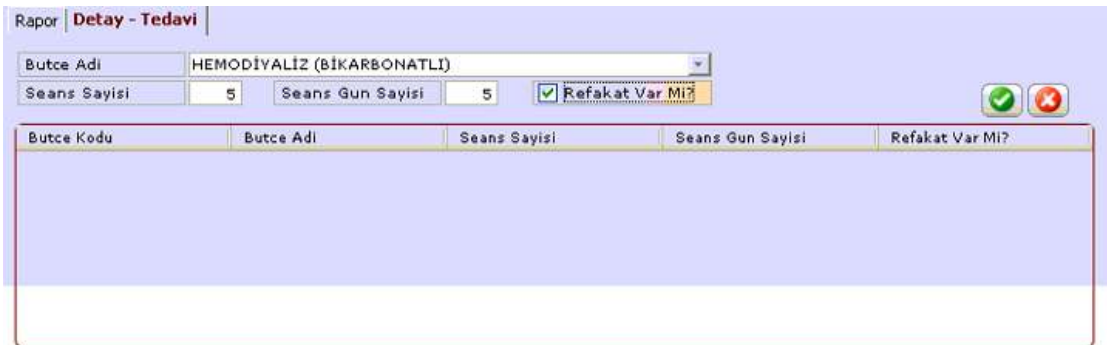 Rapor Detay - Tedavi
Butce Adi HEMODİYALİZ (BİKARBONATLI)
Seans Sayisi 5 Seans Gun Sayisi 5 Refakat Var Mi?
Butce Kodu Butce Adi Seans Sayisi Seans Gun Sayisi Refakat Var Mi?